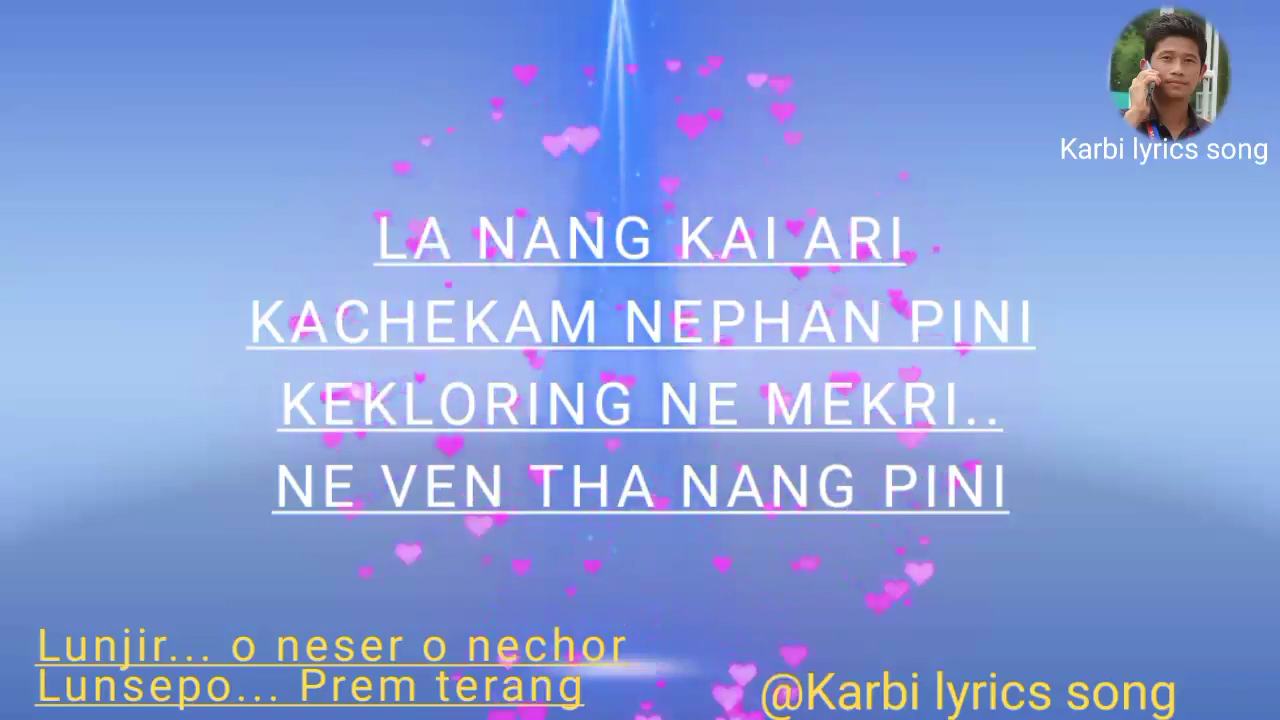 Karbi lyrics song
LA NANG KAI ARI
KACHEKAM NEPHAN PINI
KEKLORING NE MEKRI..
NE VEN THA NANG PINI
Lunjir... o neser o nechor
Lunsepo... Prem terang
@Karbi lyrics song